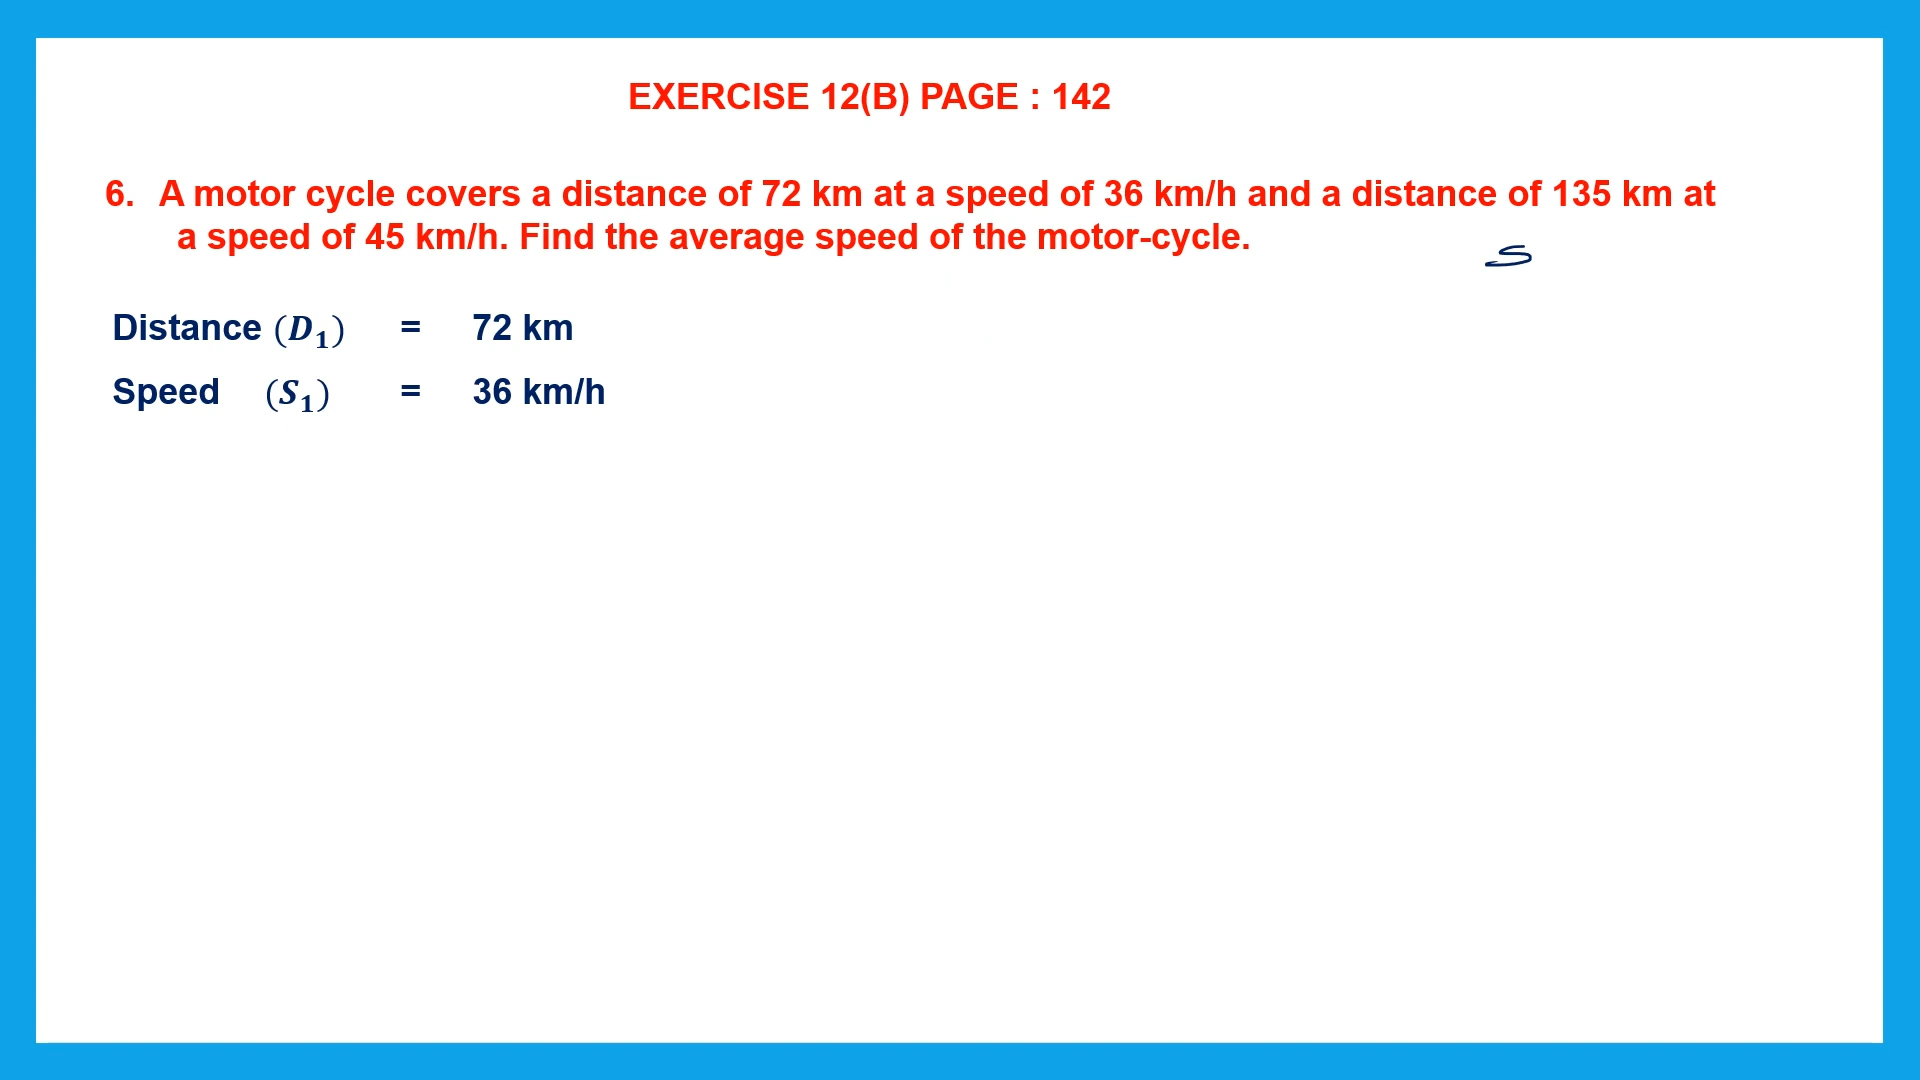 EXERCISE 12(B) PAGE : 142
6. A motor cycle covers a distance of 72 km at a speed of 36 km/h and a distance of 135 km at
a speed of 45 km/h. Find the average speed of the motor-cycle.
S
Distance (D₁) = 72 km
Speed (S₁) = 36 km/h